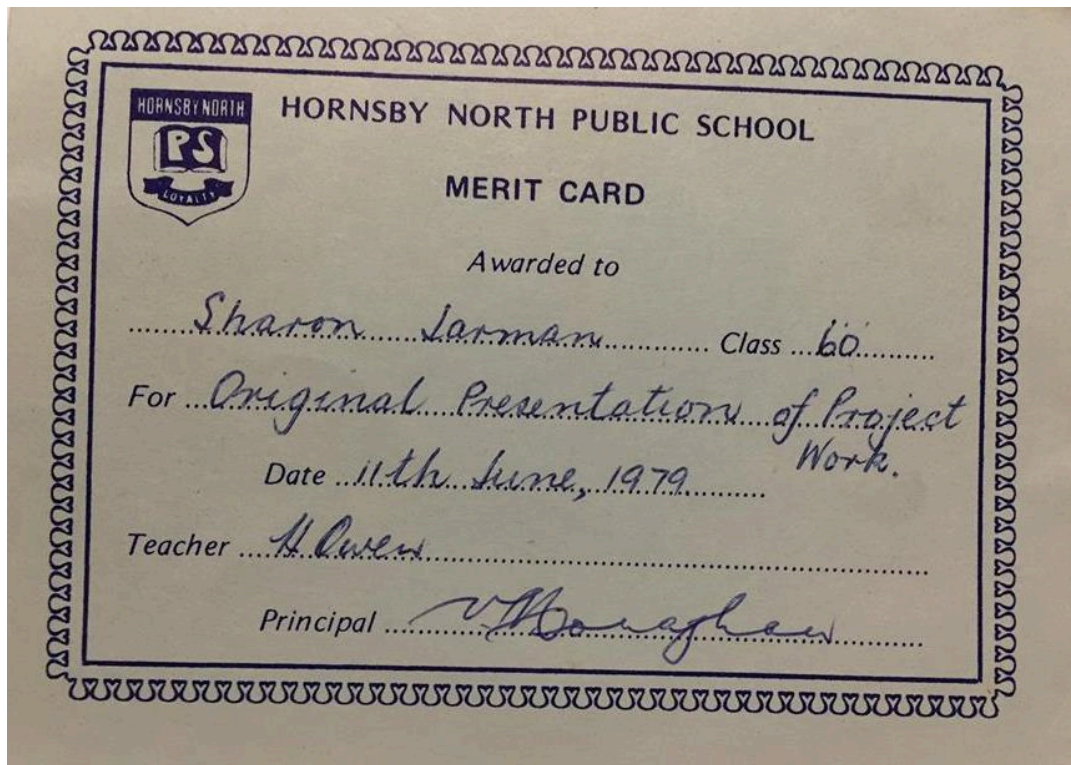 HORNSBY NORTH
PS
LOYALTY
HORNSBY NORTH PUBLIC SCHOOL
MERIT CARD
Awarded to
Sharon Jarman Class 6O
For Original Presentation of Project
Work.
Date 11th June, 1979
Teacher H Owen
Principal